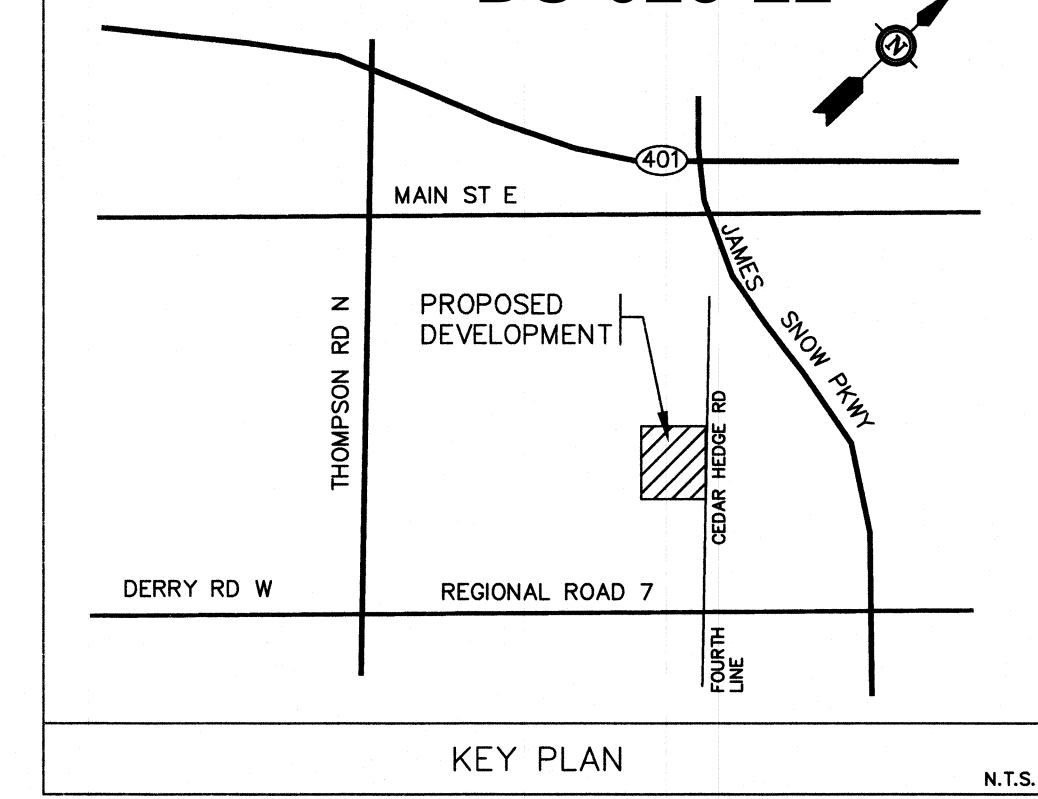 N
401
MAIN ST E
JAMES SNOW PKWY
PROPOSED
DEVELOPMENT
THOMPSON RD N
CEDAR HEDGE RD
DERRY RD W
REGIONAL ROAD 7
FOURTH
LINE
KEY PLAN
N.T.S.